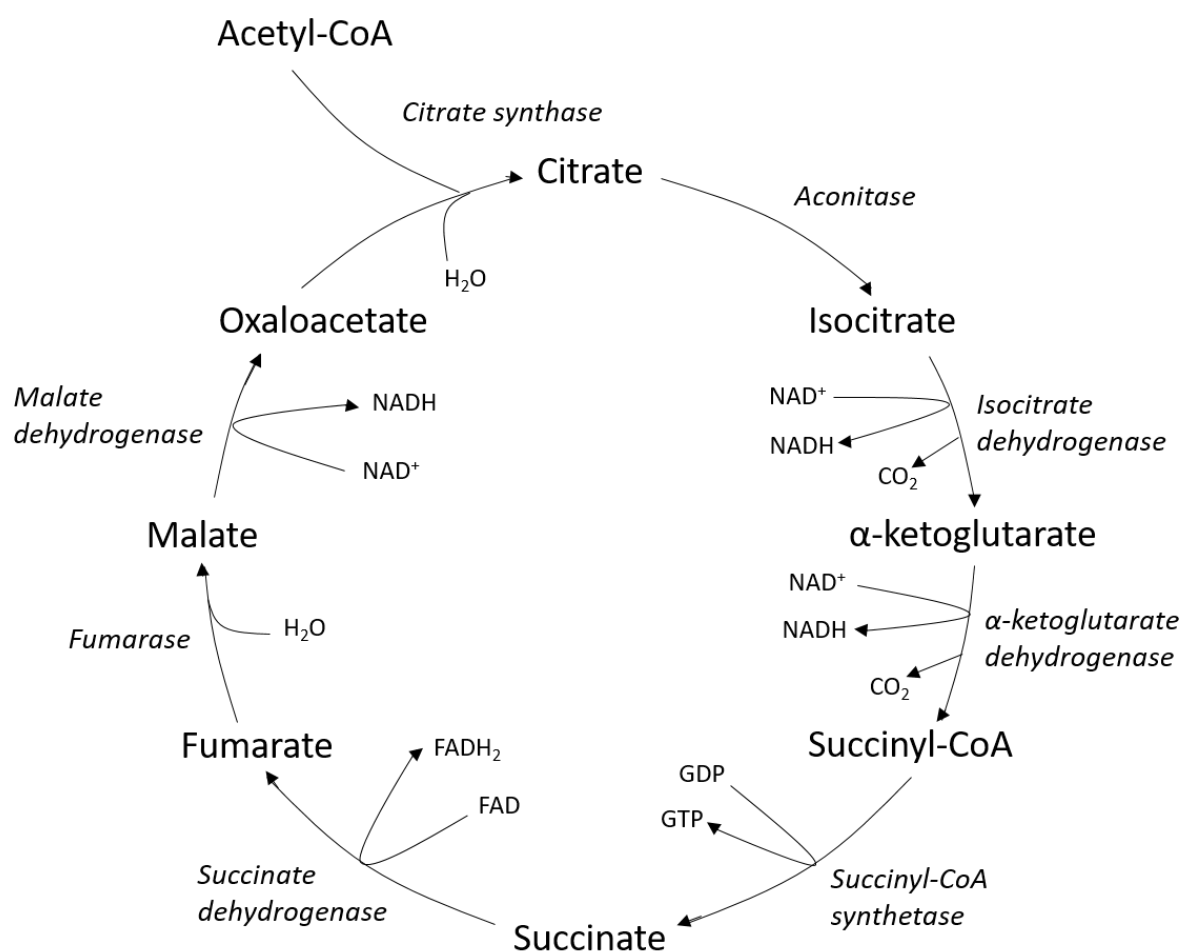 Acetyl-CoA
Citrate synthase
Citrate
Aconitase
H₂O
Oxaloacetate
Isocitrate
Malate
dehydrogenase
NADH
NAD⁺
NAD⁺
NADH
CO₂
Isocitrate
dehydrogenase
Malate
α-ketoglutarate
Fumarase
H₂O
NAD⁺
NADH
CO₂
α-ketoglutarate
dehydrogenase
Fumarate
Succinyl-CoA
FADH₂
FAD
GDP
GTP
Succinate
dehydrogenase
Succinyl-CoA
synthetase
Succinate